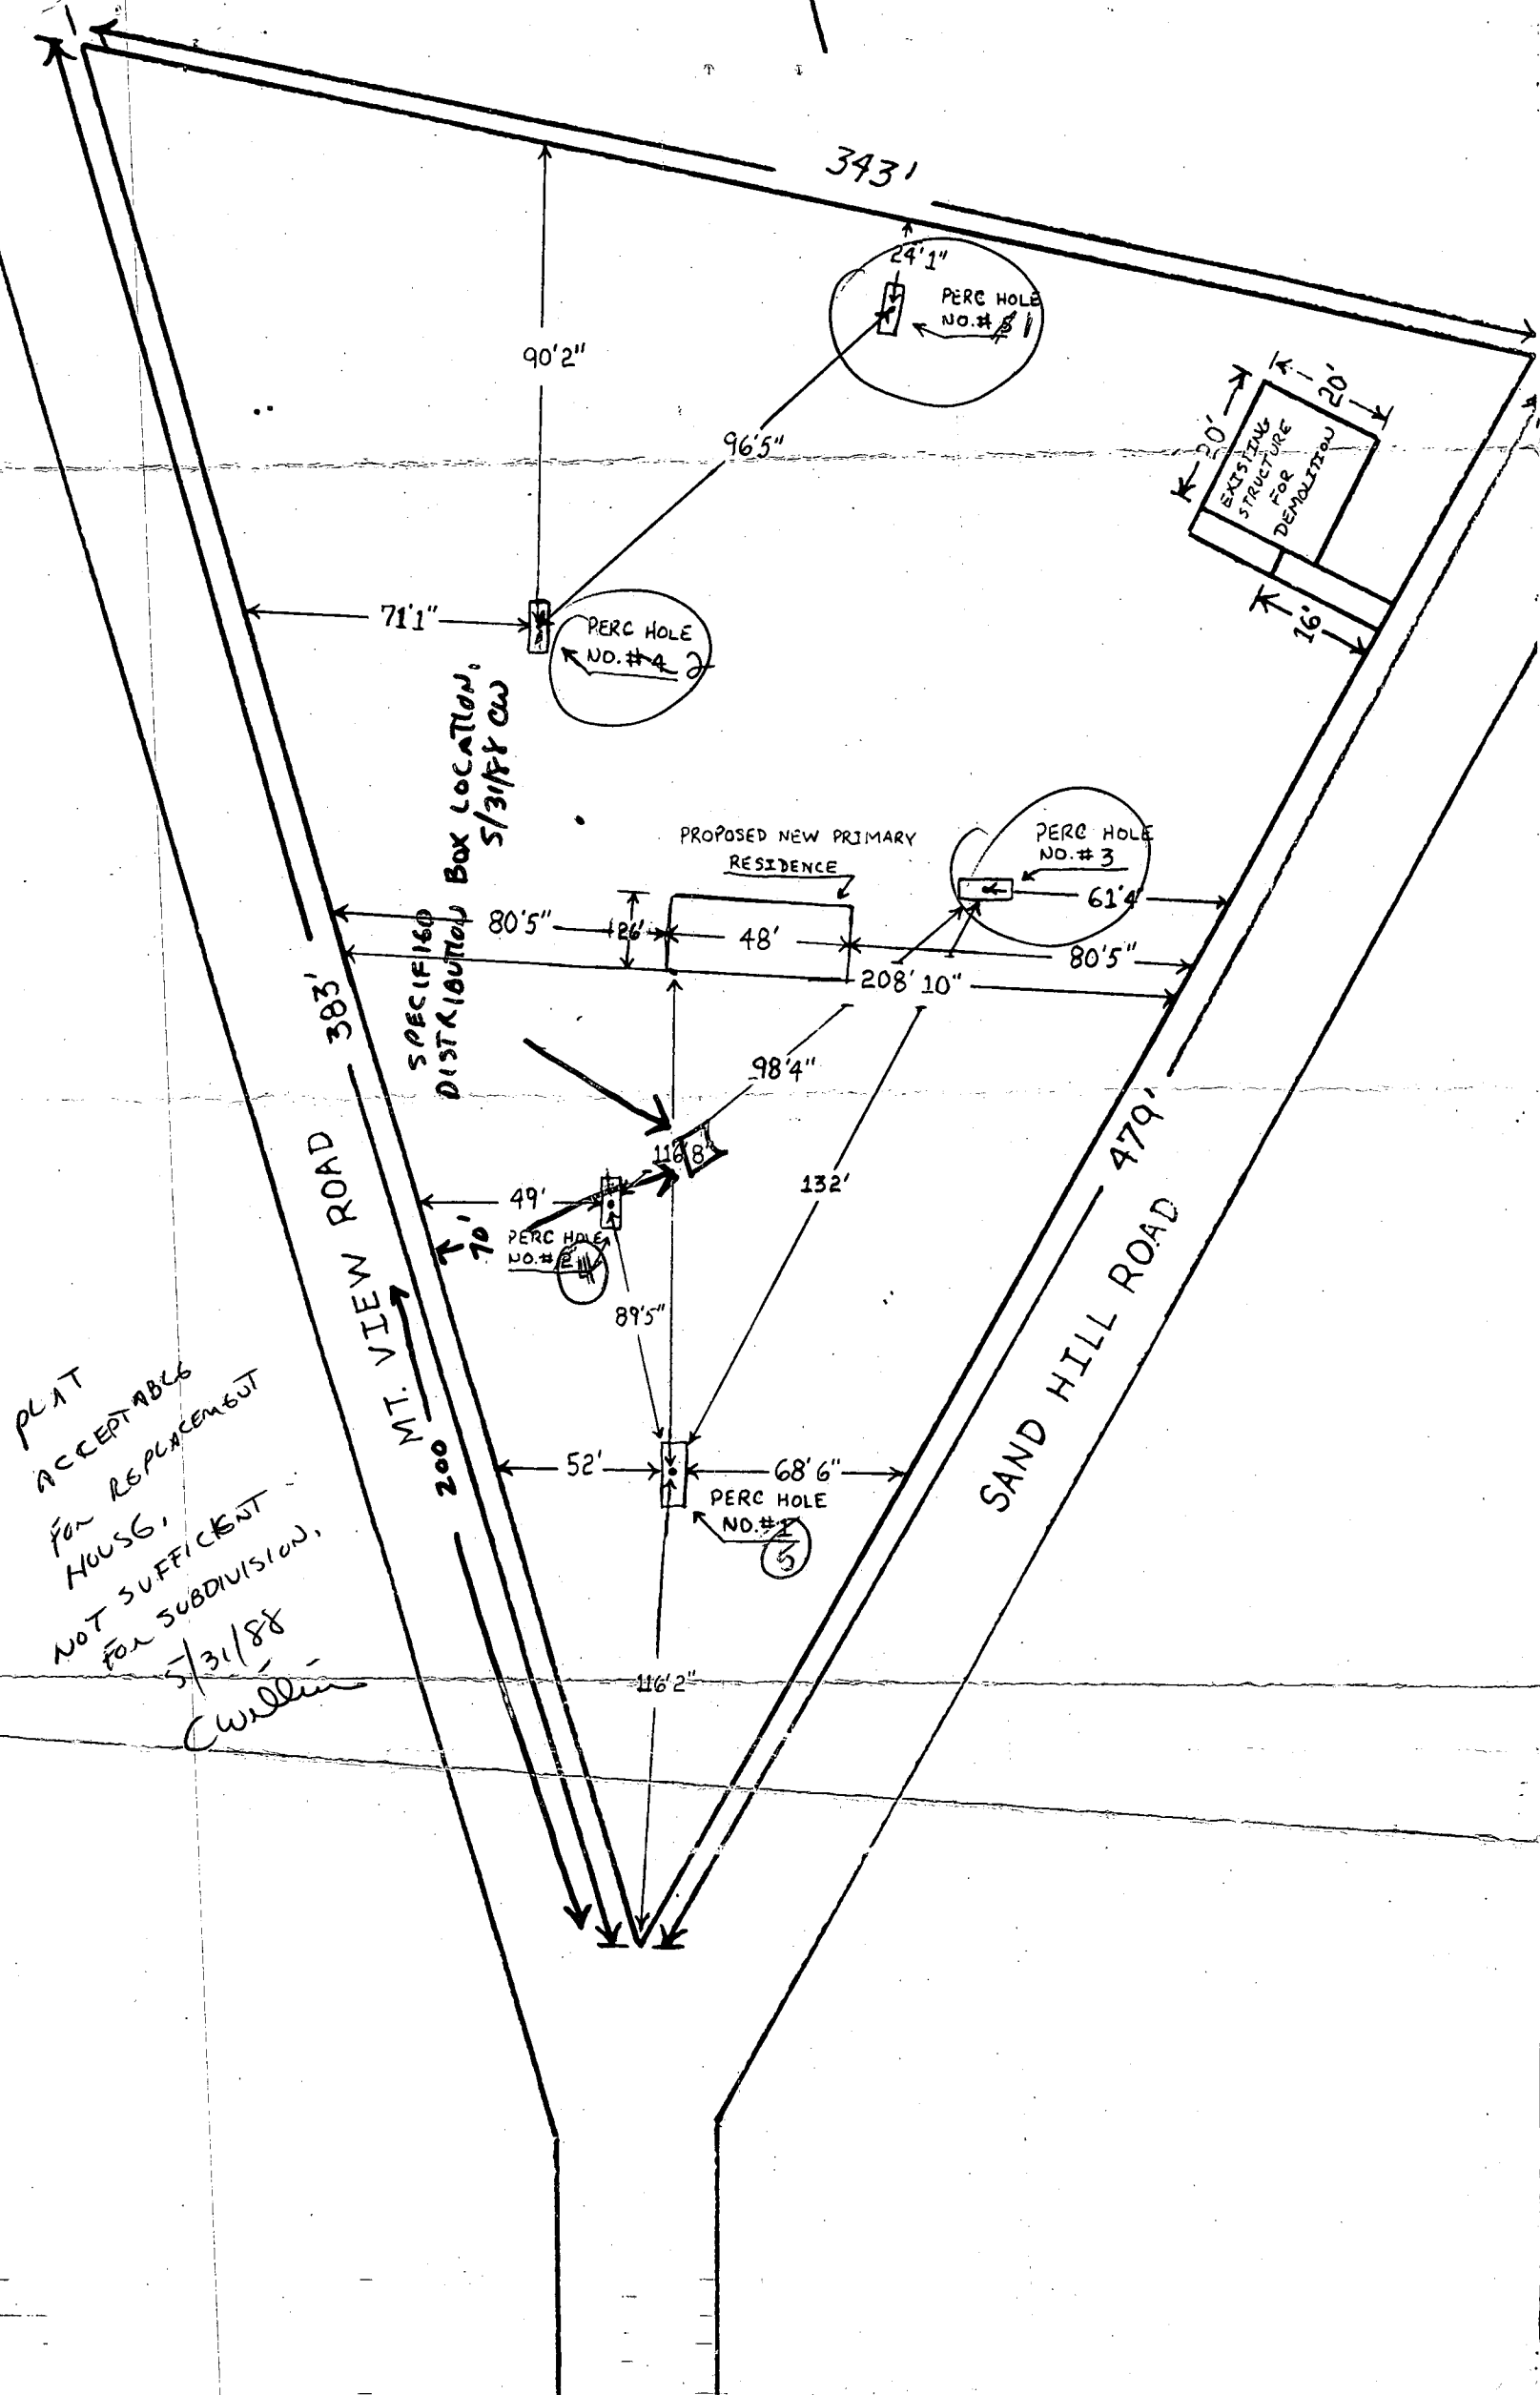 343'
24'1"
PERC HOLE
NO.# 1
90'2"
96'5"
20'
20'
EXISTING
STRUCTURE
FOR
DEMOLITION
16'
71'1"
PERC HOLE
NO.#4 2
SPECIFIED
DISTRIBUTION BOX LOCATION.
5/31/88 CW
PROPOSED NEW PRIMARY
RESIDENCE
PERC HOLE
NO.# 3
61'4"
80'5"
26'
48'
80'5"
208' 10"
383'
98'4"
116'8"
132'
479'
49'
70'
PERC HOLE
NO.#2 4
89'5"
MT. VIEW ROAD
SAND HILL ROAD
200
52'
68'6"
PERC HOLE
NO.#1
5
116'2"
PLAT
ACCEPTABLE
FOR REPLACEMENT
HOUSE.
NOT SUFFICIENT
FOR SUBDIVISION.
5/31/88